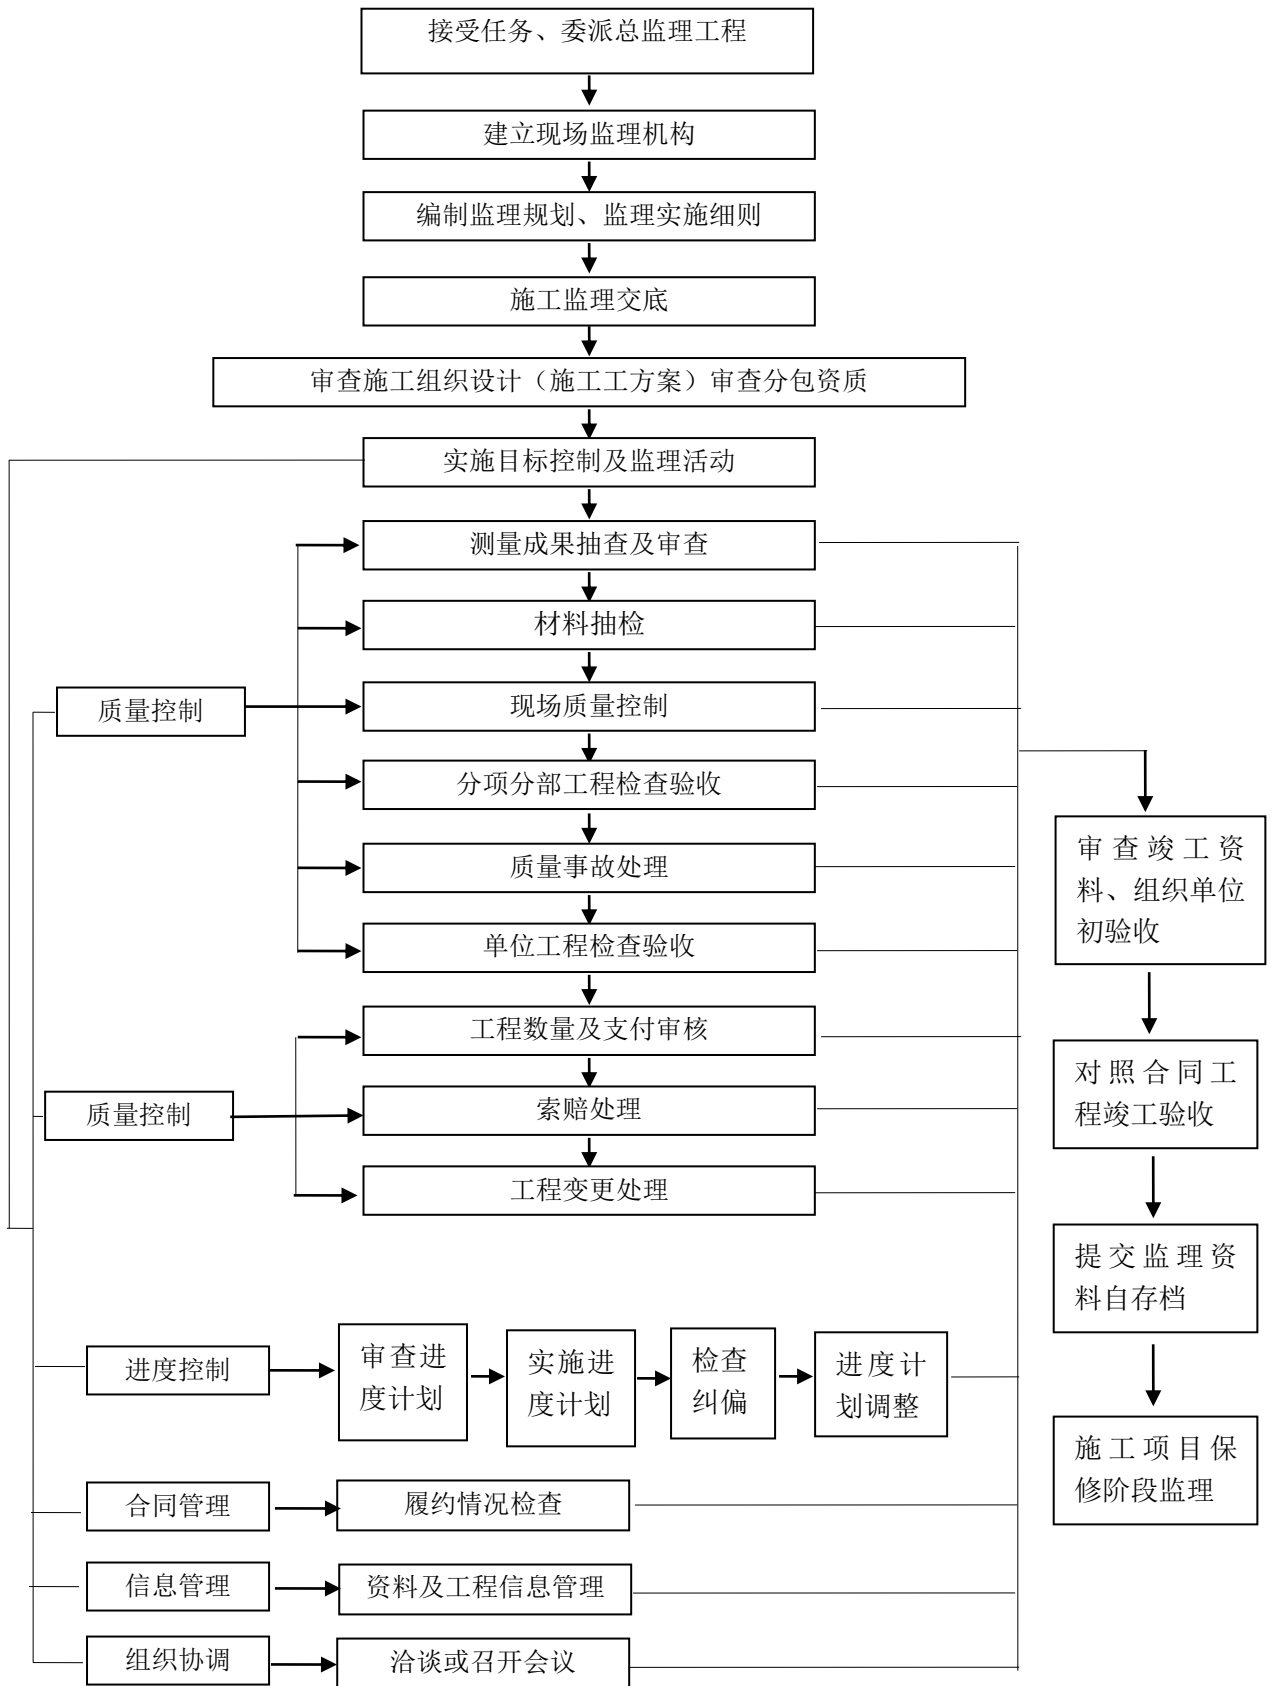 接受任务、委派总监理工程
建立现场监理机构
编制监理规划、监理实施细则
施工监理交底
审查施工组织设计（施工工方案）审查分包资质
实施目标控制及监理活动
测量成果抽查及审查
材料抽检
质量控制
现场质量控制
分项分部工程检查验收
质量事故处理
单位工程检查验收
审查竣工资
料、组织单位
初验收
工程数量及支付审核
质量控制
索赔处理
工程变更处理
对照合同工
程竣工验收
提交监理资
料自存档
进度控制
审查进
度计划
实施进
度计划
检查
纠偏
进度计
划调整
施工项目保
修阶段监理
合同管理
履约情况检查
信息管理
资料及工程信息管理
组织协调
洽谈或召开会议